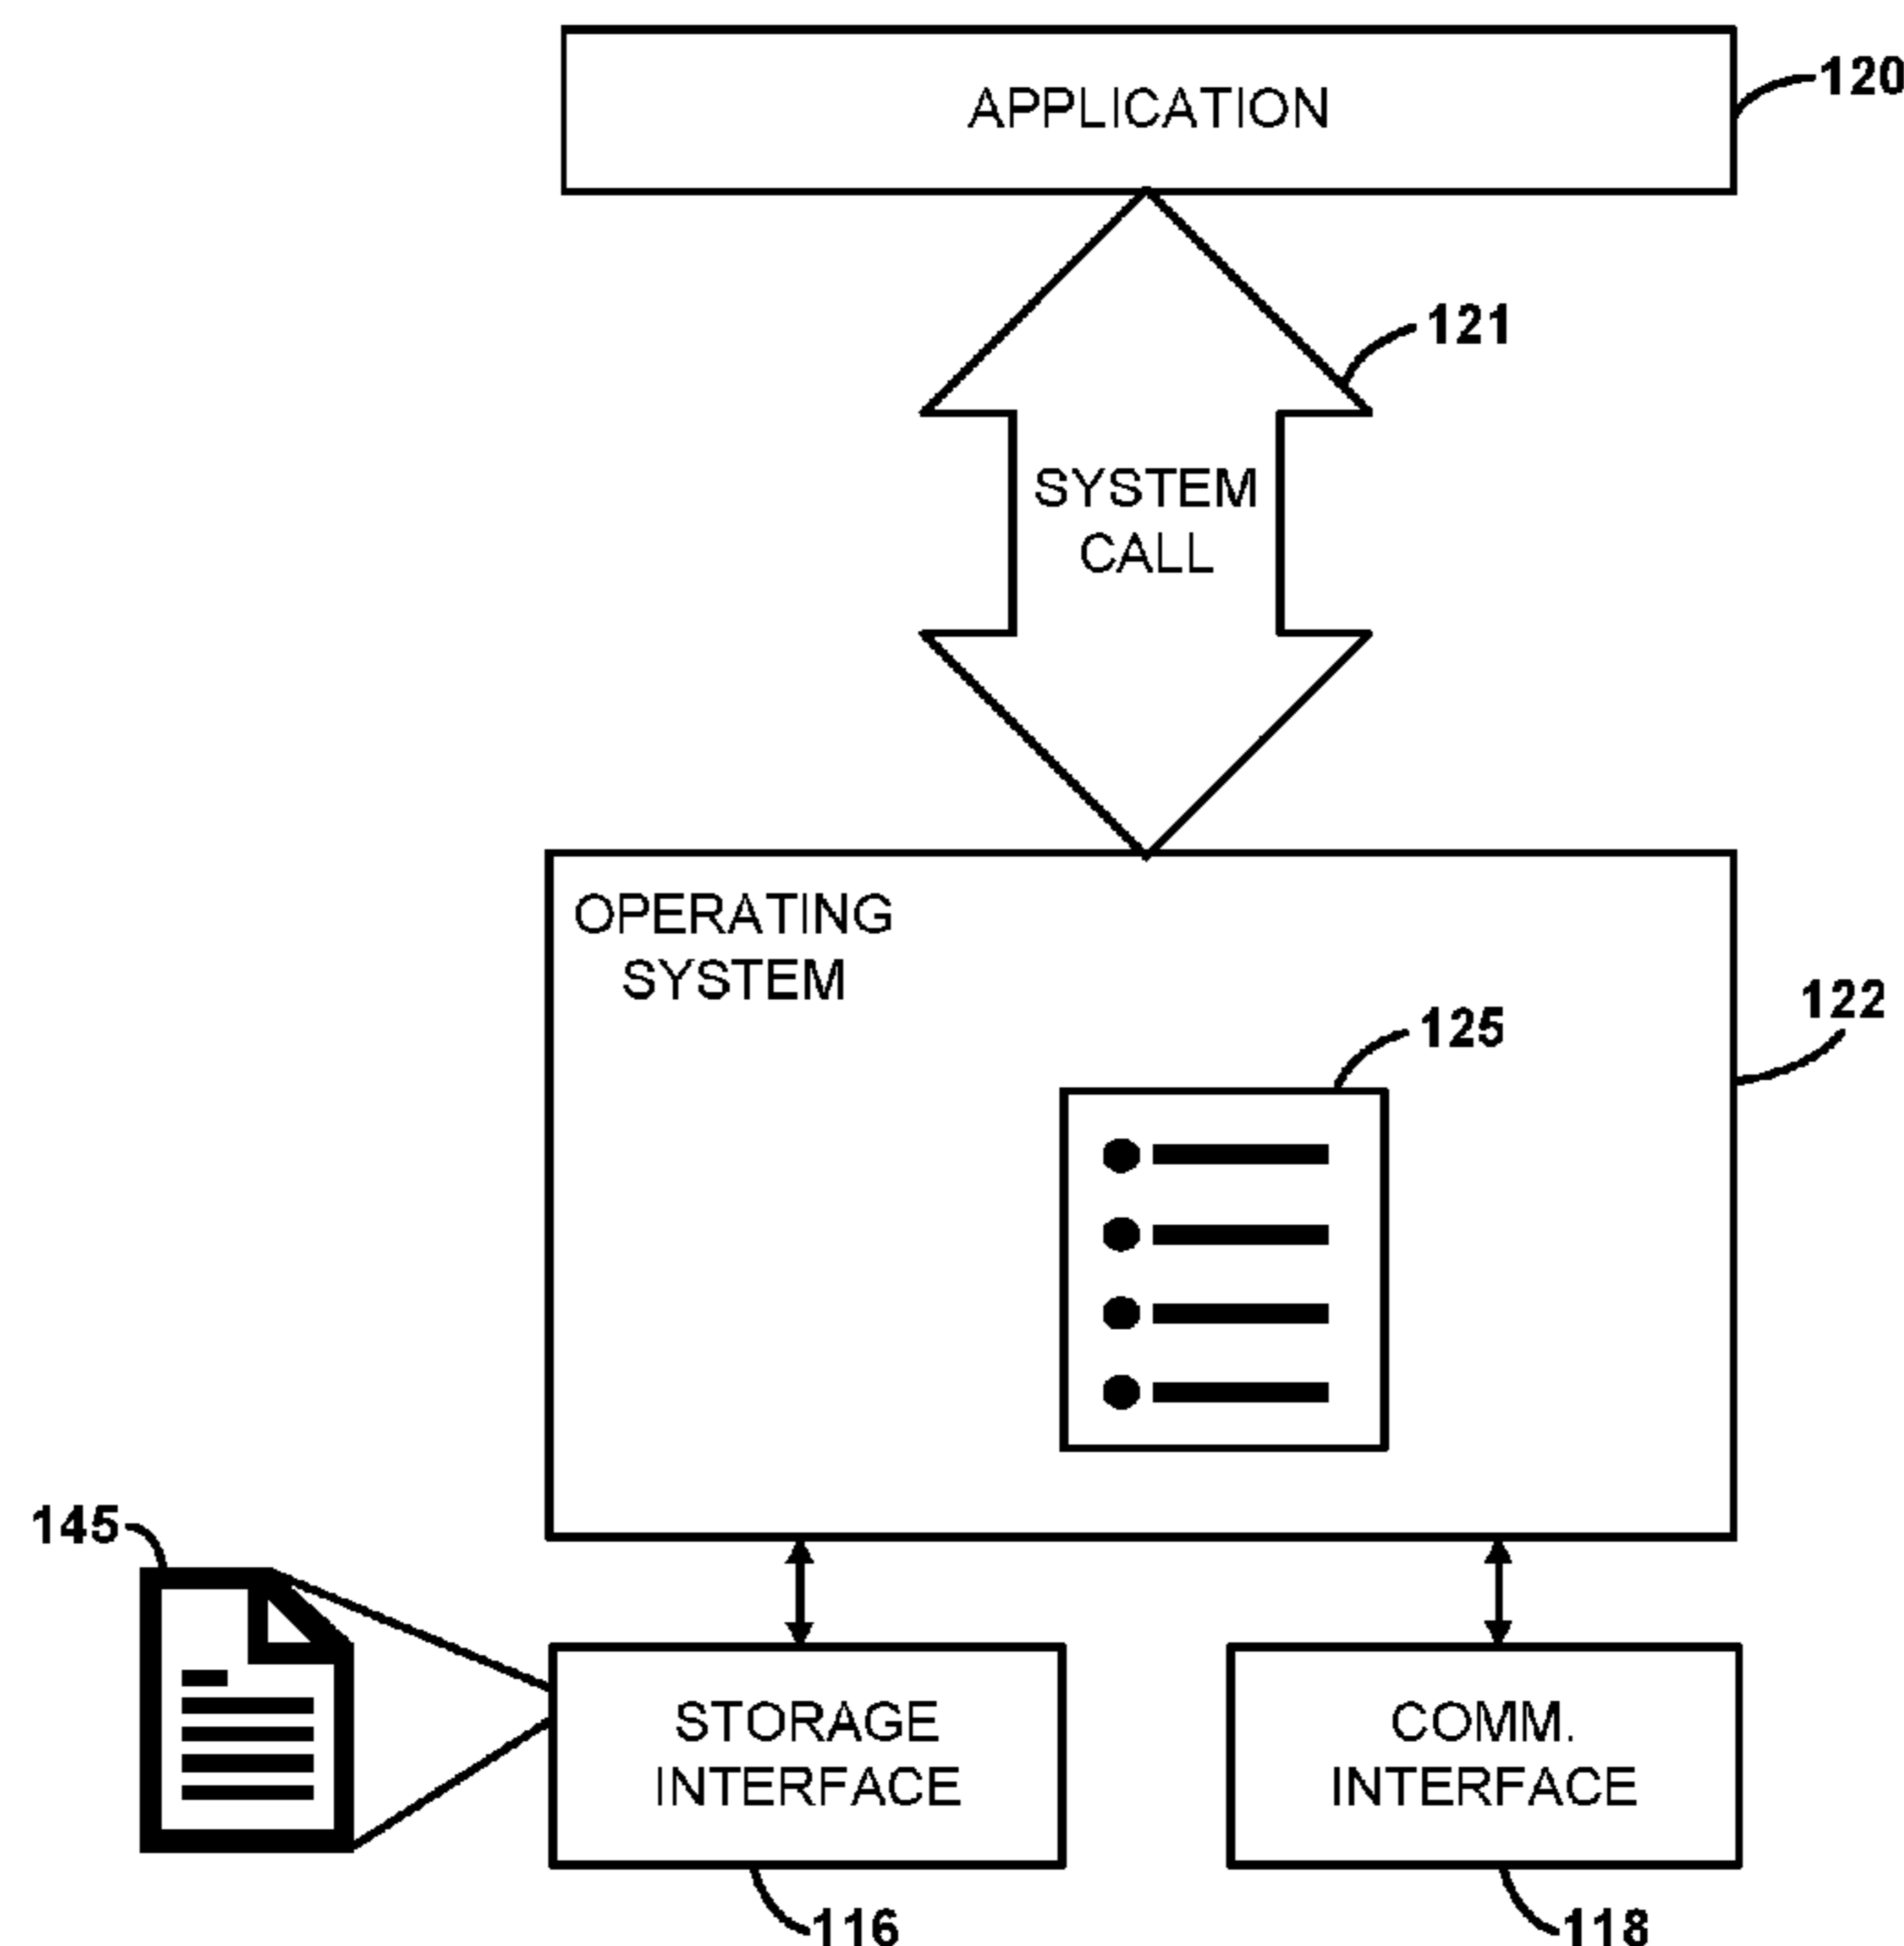 APPLICATION
120
121
SYSTEM
CALL
OPERATING
SYSTEM
122
125
145
STORAGE
INTERFACE
COMM.
INTERFACE
116
118